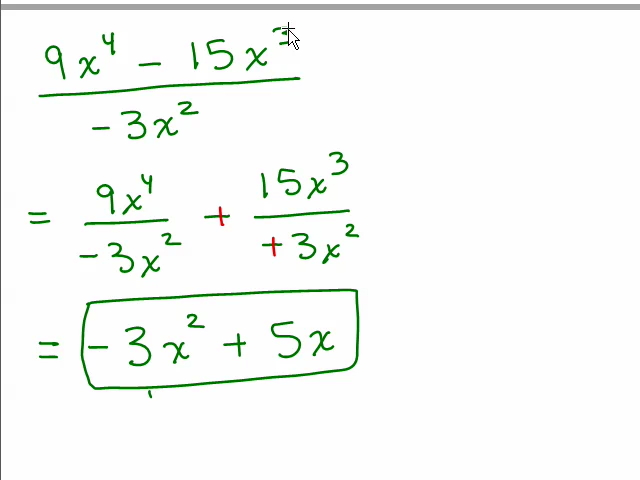 9x⁴ − 15x³
−3x²
= 9x⁴/−3x² + 15x³/+3x²
= −3x² + 5x